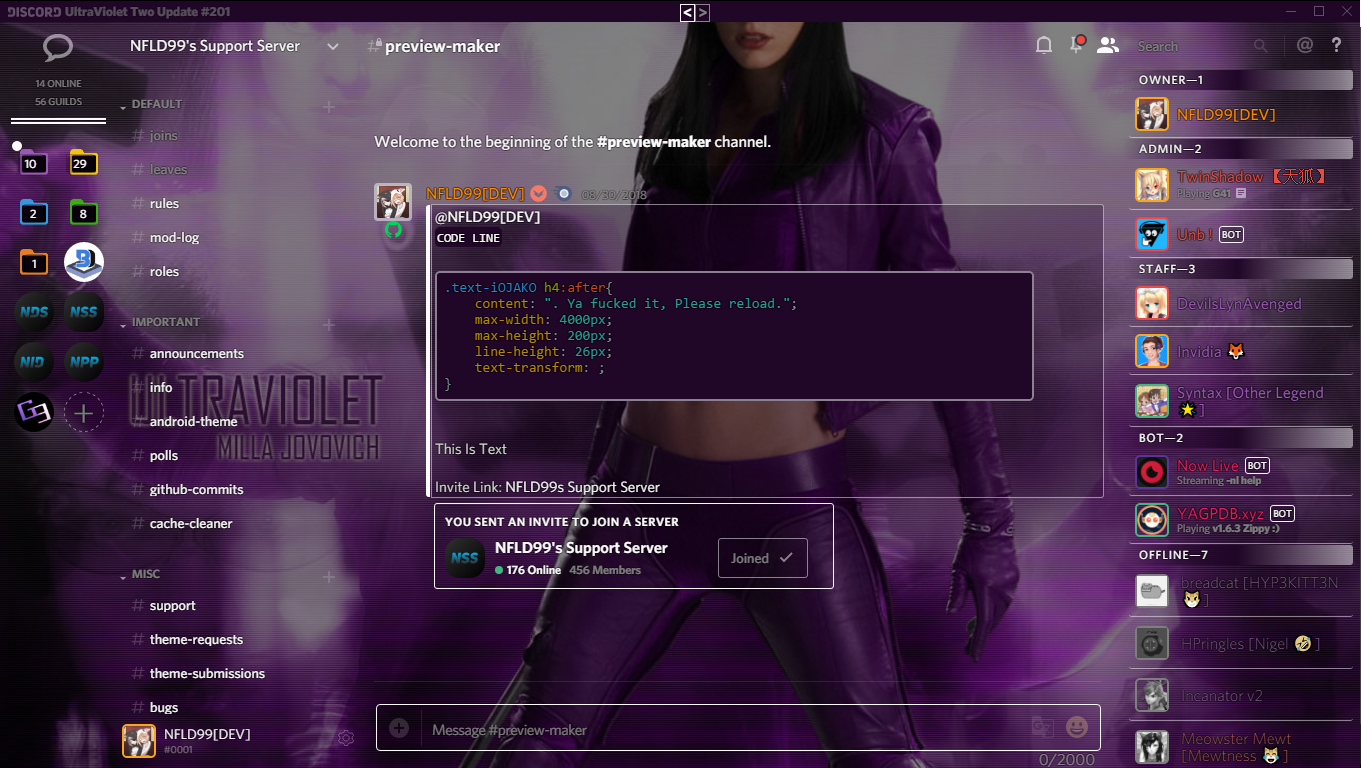 DISCORD UltraViolet Two Update #201
<>
14 ONLINE
56 GUILDS
10
29
2
8
1
NDS
NSS
NID
NPP
NFLD99's Support Server
DEFAULT
# joins
# leaves
# rules
# mod-log
# roles
IMPORTANT
# announcements
# info
# android-theme
# polls
# github-commits
# cache-cleaner
MISC
# support
# theme-requests
# theme-submissions
# bugs
NFLD99[DEV]
#0001
ULTRAVIOLET
MILLA JOVOVICH
# preview-maker
Search
@ ?
Welcome to the beginning of the #preview-maker channel.
NFLD99[DEV] 08/30/2018
@NFLD99[DEV]
CODE LINE
.text-iOJAKO h4:after{
content: ". Ya fucked it, Please reload.";
max-width: 4000px;
max-height: 200px;
line-height: 26px;
text-transform: ;
}
This Is Text
Invite Link: NFLD99s Support Server
YOU SENT AN INVITE TO JOIN A SERVER
NSS
NFLD99's Support Server
176 Online 456 Members
Joined
Message #preview-maker
0/2000
OWNER—1
NFLD99[DEV]
ADMIN—2
TwinShadow 【天狐】
Playing G41
Unb ! BOT
STAFF—3
DevilsLynAvenged
Invidia 🦊
Syntax [Other Legend
🌟 ]
BOT—2
Now Live BOT
Streaming -nl help
YAGPDB.xyz BOT
Playing v1.6.3 Zippy :)
OFFLINE—7
breadcat [HYP3KITT3N
🐱 ]
HPringles [Nigel 🤣 ]
Incanator v2
Meowster Mewt
[Mewtness 😹 ]